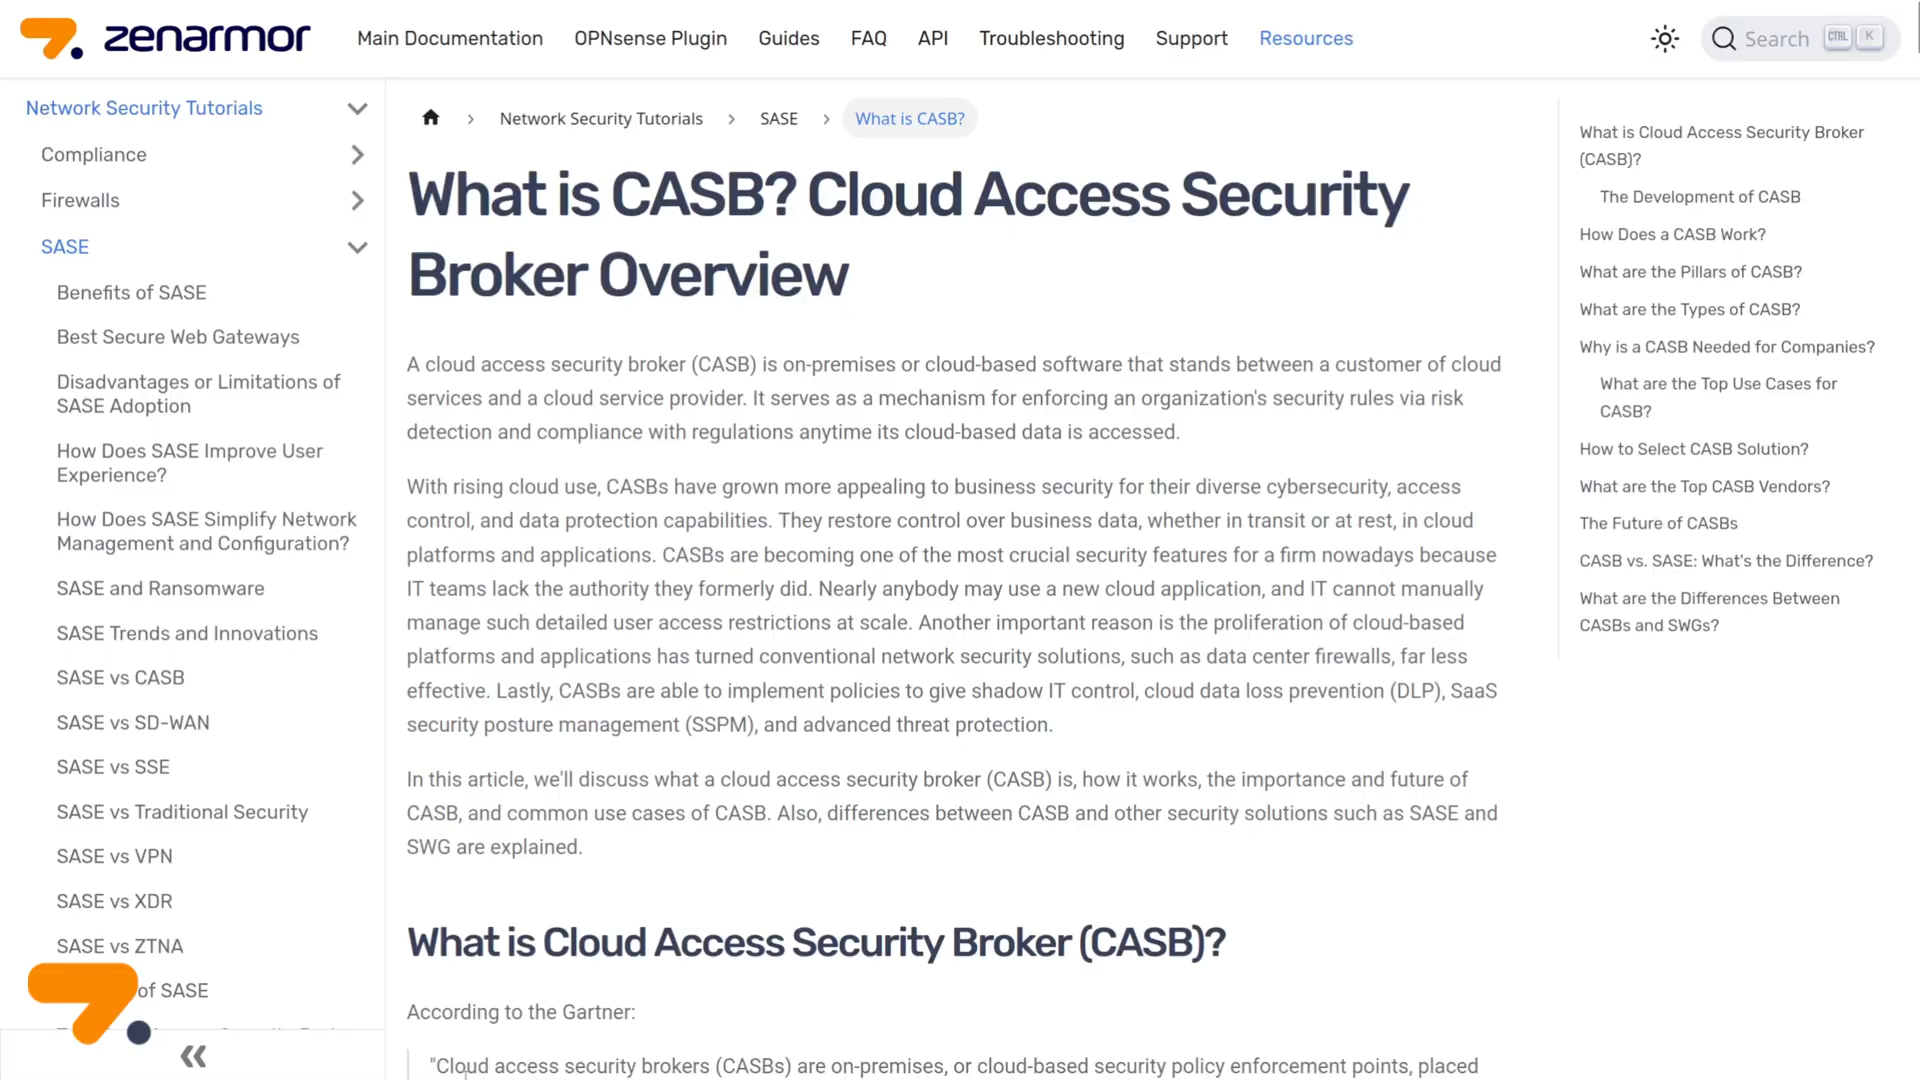 zenarmor
Main Documentation
OPNsense Plugin
Guides
FAQ
API
Troubleshooting
Support
Resources
Search
CTRL
K
Network Security Tutorials
Compliance
Firewalls
SASE
Benefits of SASE
Best Secure Web Gateways
Disadvantages or Limitations of
SASE Adoption
How Does SASE Improve User
Experience?
How Does SASE Simplify Network
Management and Configuration?
SASE and Ransomware
SASE Trends and Innovations
SASE vs CASB
SASE vs SD-WAN
SASE vs SSE
SASE vs Traditional Security
SASE vs VPN
SASE vs XDR
SASE vs ZTNA
of SASE
Network Security Tutorials
SASE
What is CASB?
What is CASB? Cloud Access Security
Broker Overview
A cloud access security broker (CASB) is on-premises or cloud-based software that stands between a customer of cloud
services and a cloud service provider. It serves as a mechanism for enforcing an organization's security rules via risk
detection and compliance with regulations anytime its cloud-based data is accessed.
With rising cloud use, CASBs have grown more appealing to business security for their diverse cybersecurity, access
control, and data protection capabilities. They restore control over business data, whether in transit or at rest, in cloud
platforms and applications. CASBs are becoming one of the most crucial security features for a firm nowadays because
IT teams lack the authority they formerly did. Nearly anybody may use a new cloud application, and IT cannot manually
manage such detailed user access restrictions at scale. Another important reason is the proliferation of cloud-based
platforms and applications has turned conventional network security solutions, such as data center firewalls, far less
effective. Lastly, CASBs are able to implement policies to give shadow IT control, cloud data loss prevention (DLP), SaaS
security posture management (SSPM), and advanced threat protection.
In this article, we'll discuss what a cloud access security broker (CASB) is, how it works, the importance and future of
CASB, and common use cases of CASB. Also, differences between CASB and other security solutions such as SASE and
SWG are explained.
What is Cloud Access Security Broker (CASB)?
According to the Gartner:
"Cloud access security brokers (CASBs) are on-premises, or cloud-based security policy enforcement points, placed
What is Cloud Access Security Broker
(CASB)?
The Development of CASB
How Does a CASB Work?
What are the Pillars of CASB?
What are the Types of CASB?
Why is a CASB Needed for Companies?
What are the Top Use Cases for
CASB?
How to Select CASB Solution?
What are the Top CASB Vendors?
The Future of CASBs
CASB vs. SASE: What's the Difference?
What are the Differences Between
CASBs and SWGs?